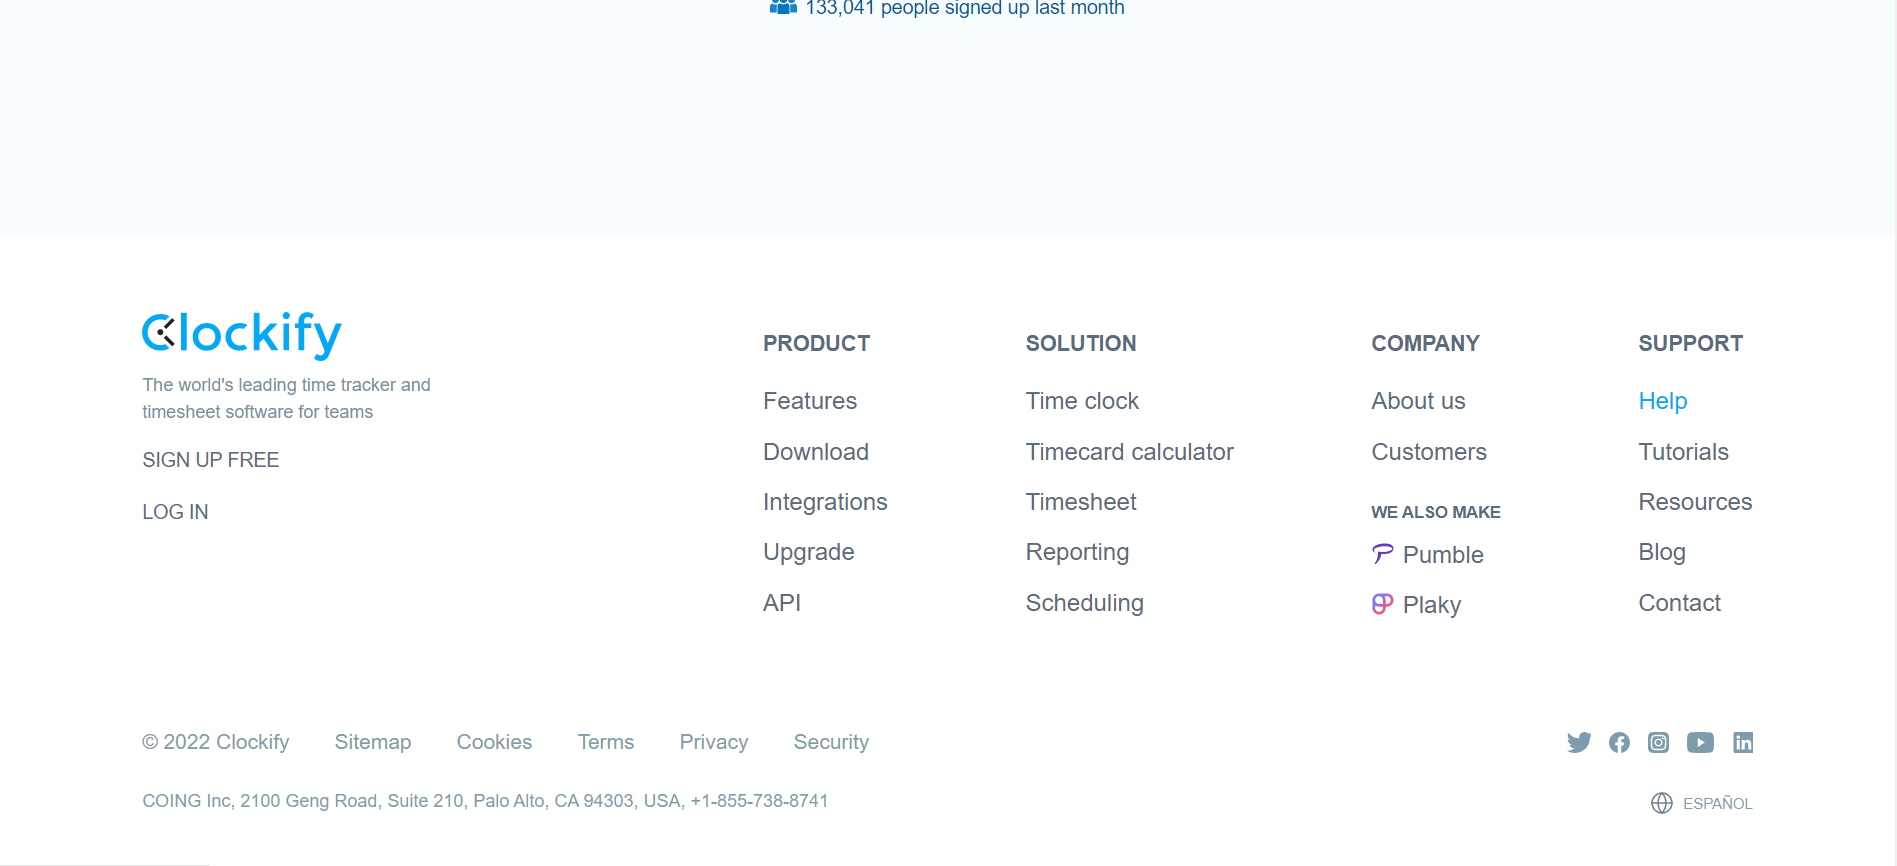 133,041 people signed up last month
Clockify
The world's leading time tracker and
timesheet software for teams
SIGN UP FREE
LOG IN
PRODUCT
Features
Download
Integrations
Upgrade
API
SOLUTION
Time clock
Timecard calculator
Timesheet
Reporting
Scheduling
COMPANY
About us
Customers
WE ALSO MAKE
Pumble
Plaky
SUPPORT
Help
Tutorials
Resources
Blog
Contact
© 2022 Clockify Sitemap Cookies Terms Privacy Security
COING Inc, 2100 Geng Road, Suite 210, Palo Alto, CA 94303, USA, +1-855-738-8741
ESPAÑOL